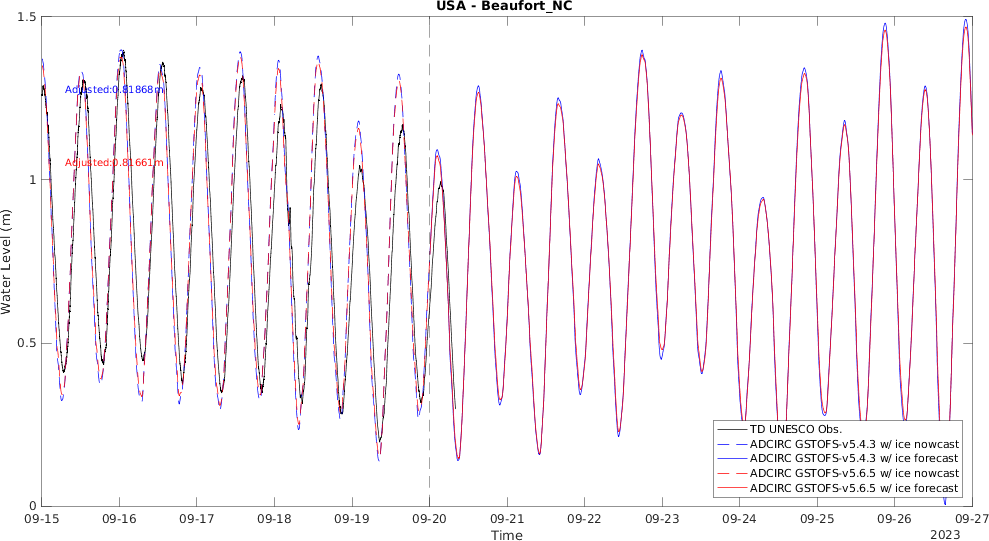 USA - Beaufort_NC
1.5
Adjusted:0.81868m
Adjusted:0.81661m
1
Water Level (m)
0.5
0
TD UNESCO Obs.
ADCIRC GSTOFS-v5.4.3 w/ ice nowcast
ADCIRC GSTOFS-v5.4.3 w/ ice forecast
ADCIRC GSTOFS-v5.6.5 w/ ice nowcast
ADCIRC GSTOFS-v5.6.5 w/ ice forecast
09-15 09-16 09-17 09-18 09-19 09-20 09-21 09-22 09-23 09-24 09-25 09-26 09-27
Time
2023